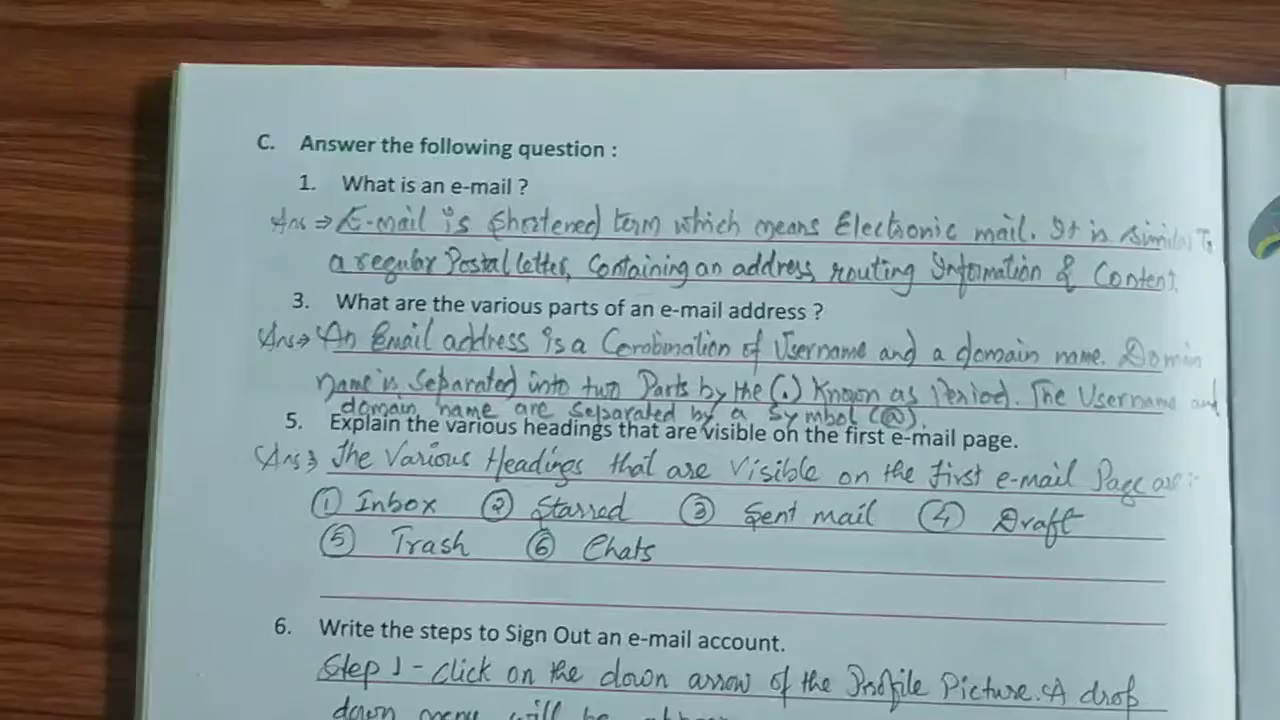 C. Answer the following question :
1. What is an e-mail ?
Ans ⇒ E-mail is Shortened term which means Electronic mail. It is similar To
a regular Postal letter, Containing an address, routing Information & Content.
3. What are the various parts of an e-mail address ?
Ans ⇒ An Email address is a Combination of Username and a domain name. Domain
name is Separated into two Parts by the (.) Known as Period. The Username and
domain name are separated by a symbol (@).
5. Explain the various headings that are visible on the first e-mail page.
Ans ⇒ The Various Headings that are Visible on the first e-mail Page are :-
① Inbox ② Starred ③ Sent mail ④ Draft
⑤ Trash ⑥ Chats
6. Write the steps to Sign Out an e-mail account.
Step 1 - Click on the down arrow of the Profile Picture. A drop
down menu will be